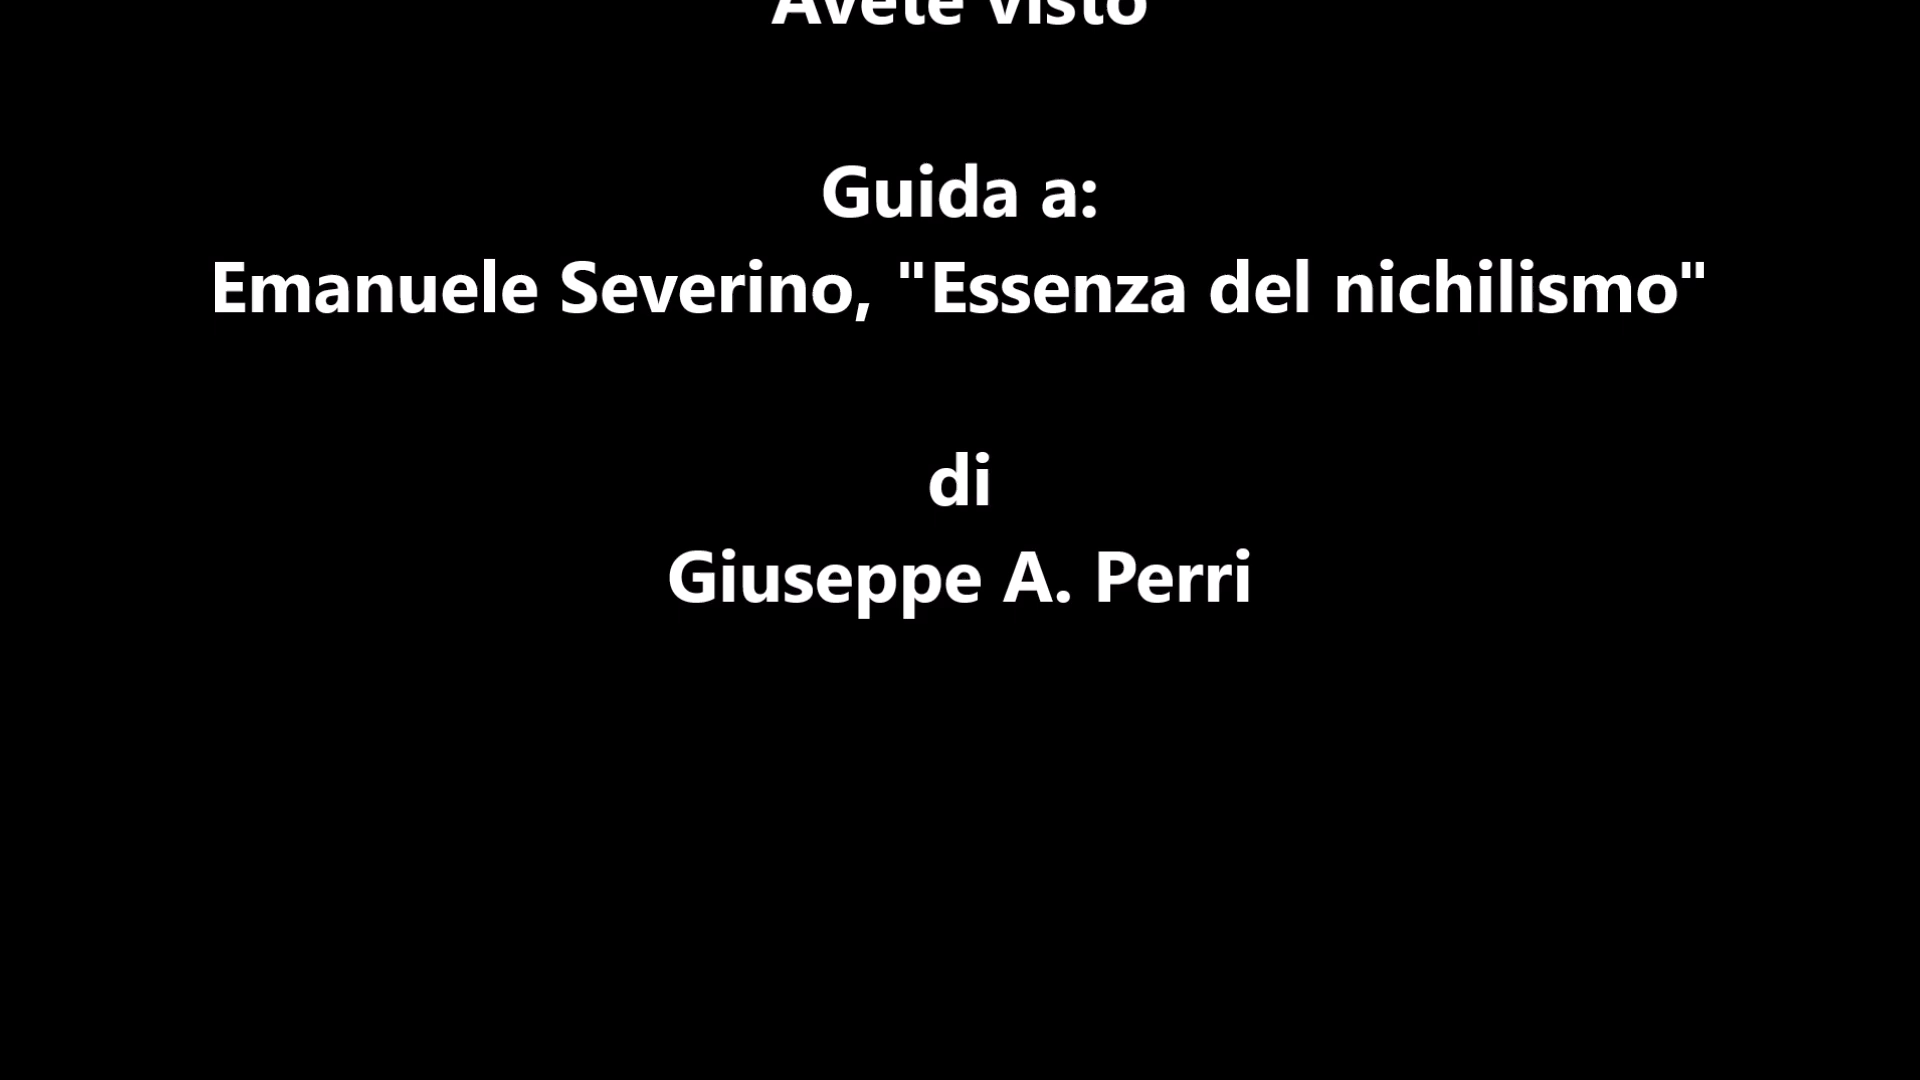 Avete visto
Guida a:
Emanuele Severino, "Essenza del nichilismo"
di
Giuseppe A. Perri